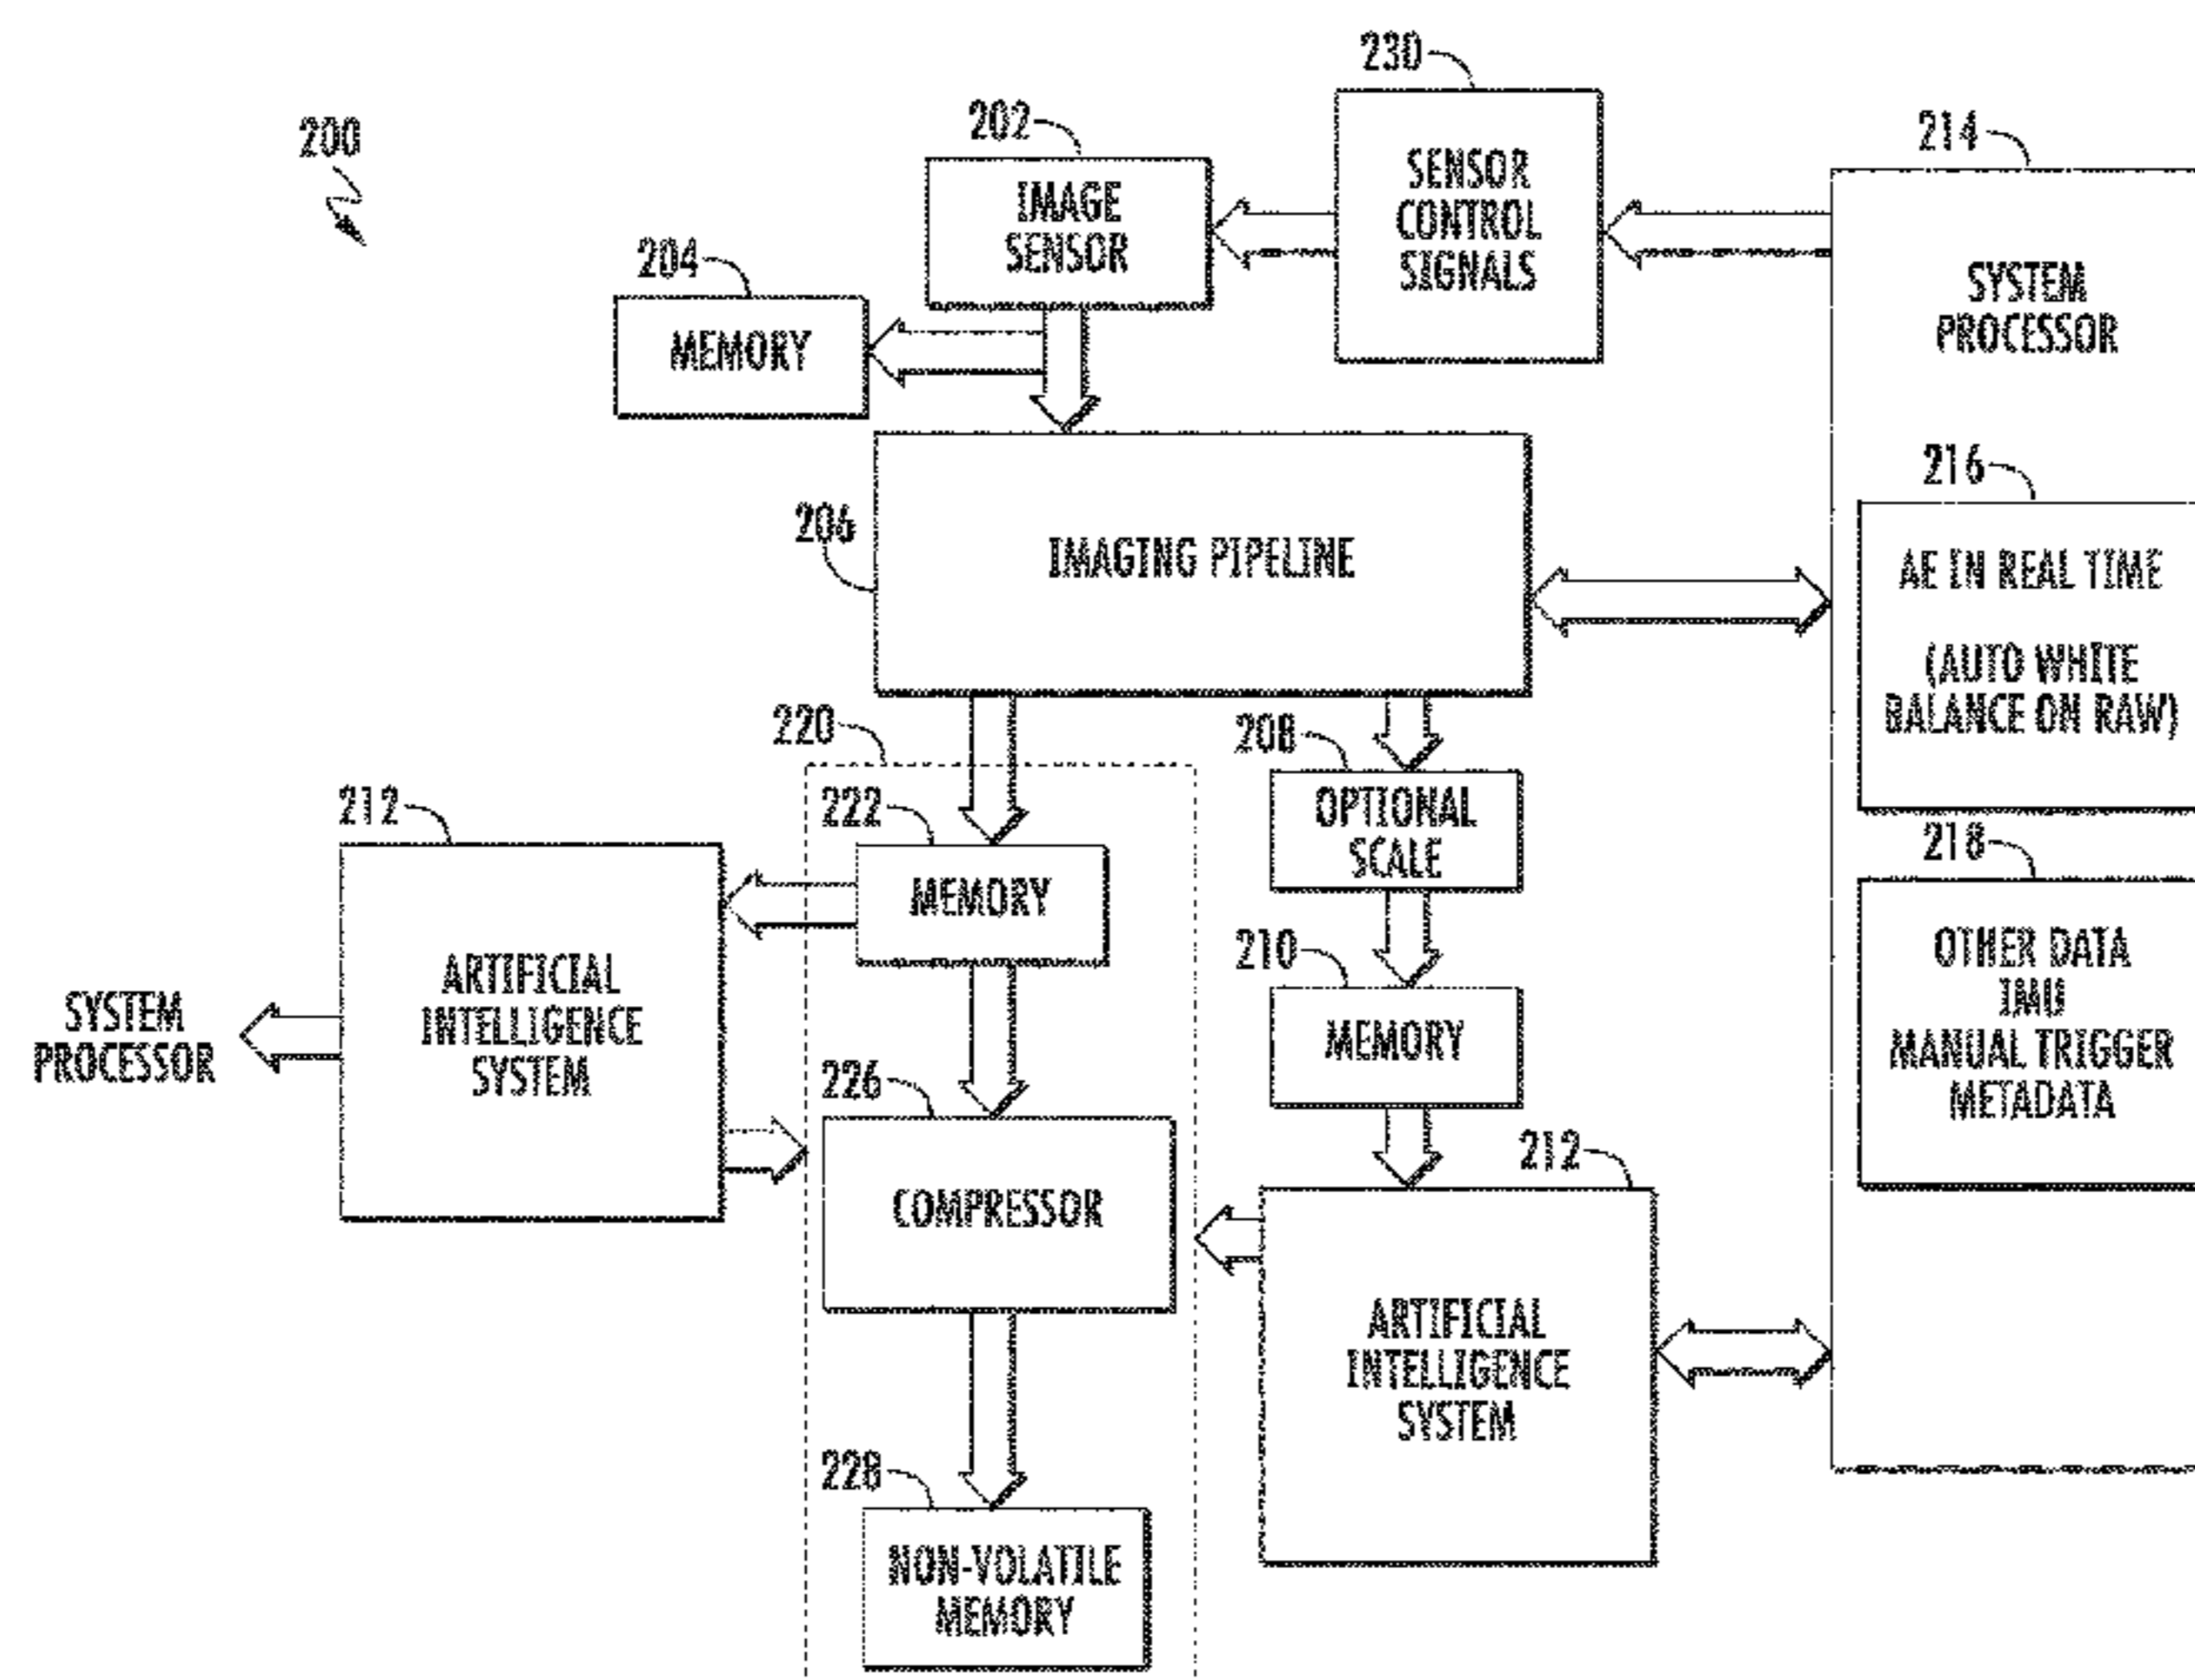 200
230
202
214
SENSOR
CONTROL
SIGNALS
IMAGE
SENSOR
204
MEMORY
SYSTEM
PROCESSOR
206
IMAGING PIPELINE
216
AE IN REAL TIME
(AUTO WHITE
BALANCE ON RAW)
220
208
OPTIONAL
SCALE
212
222
MEMORY
218
OTHER DATA
IMU
MANUAL TRIGGER
METADATA
210
MEMORY
ARTIFICIAL
INTELLIGENCE
SYSTEM
SYSTEM
PROCESSOR
226
COMPRESSOR
212
ARTIFICIAL
INTELLIGENCE
SYSTEM
228
NON-VOLATILE
MEMORY